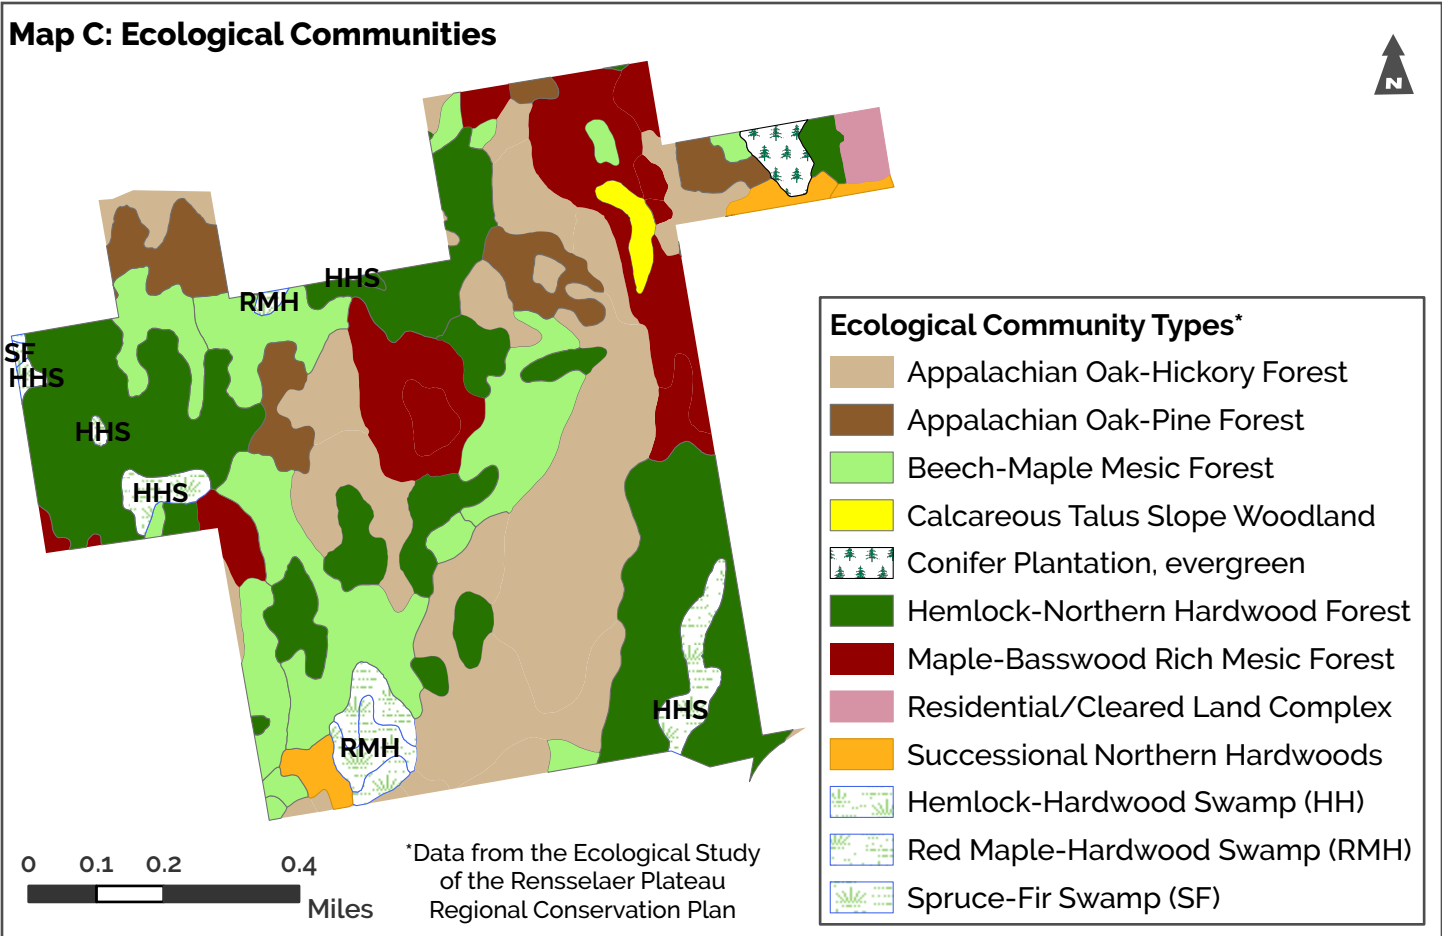 Map C: Ecological Communities
N
HHS
RMH
SF
HHS
HHS
HHS
HHS
RMH
Ecological Community Types*
Appalachian Oak-Hickory Forest
Appalachian Oak-Pine Forest
Beech-Maple Mesic Forest
Calcareous Talus Slope Woodland
Conifer Plantation, evergreen
Hemlock-Northern Hardwood Forest
Maple-Basswood Rich Mesic Forest
Residential/Cleared Land Complex
Successional Northern Hardwoods
Hemlock-Hardwood Swamp (HH)
Red Maple-Hardwood Swamp (RMH)
Spruce-Fir Swamp (SF)
0 0.1 0.2 0.4
Miles
*Data from the Ecological Study
of the Rensselaer Plateau
Regional Conservation Plan